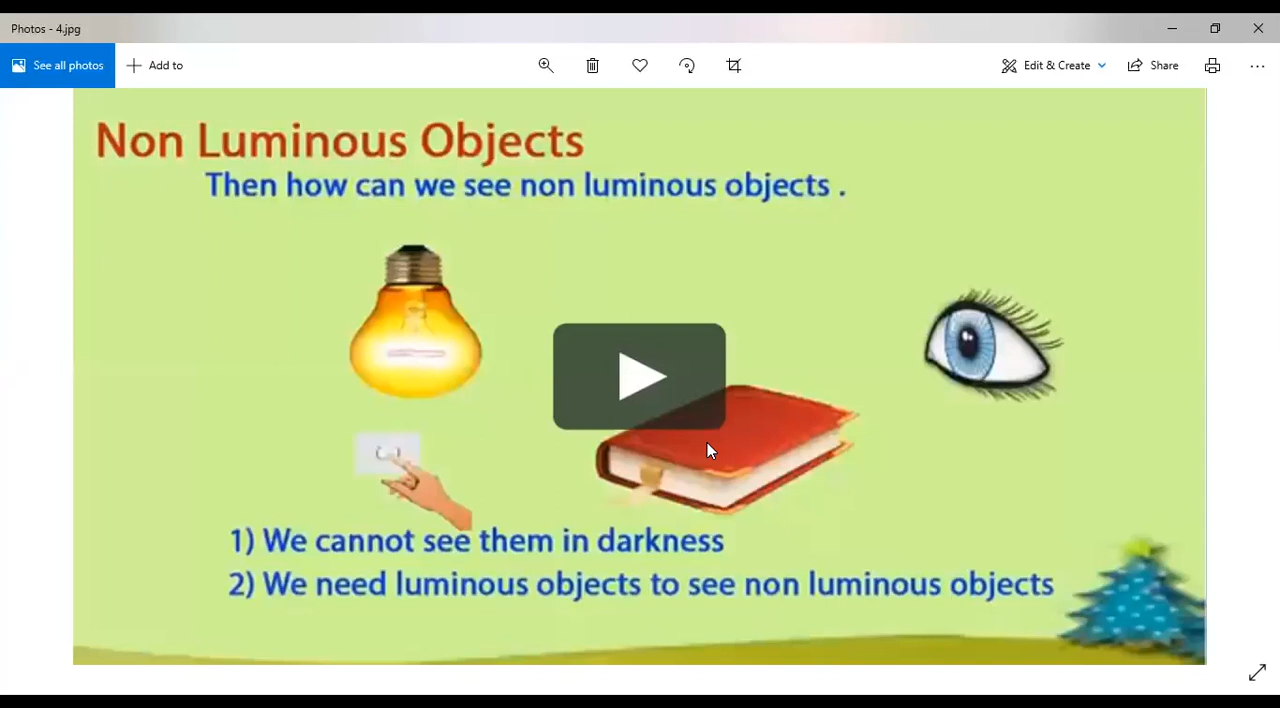 Photos - 4.jpg
See all photos
Add to
Edit & Create
Share
Non Luminous Objects
Then how can we see non luminous objects .
1) We cannot see them in darkness
2) We need luminous objects to see non luminous objects